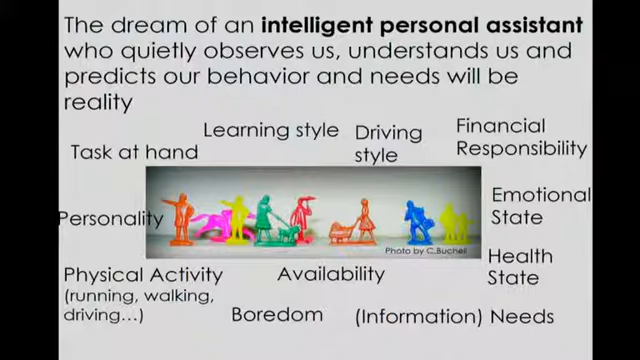 The dream of an intelligent personal assistant
who quietly observes us, understands us and
predicts our behavior and needs will be
reality
Learning style
Driving
style
Financial
Responsibility
Task at hand
Personality
Emotional
State
Photo by C.Bucheli
Health
State
Physical Activity
(running, walking,
driving...)
Availability
Boredom
(Information) Needs